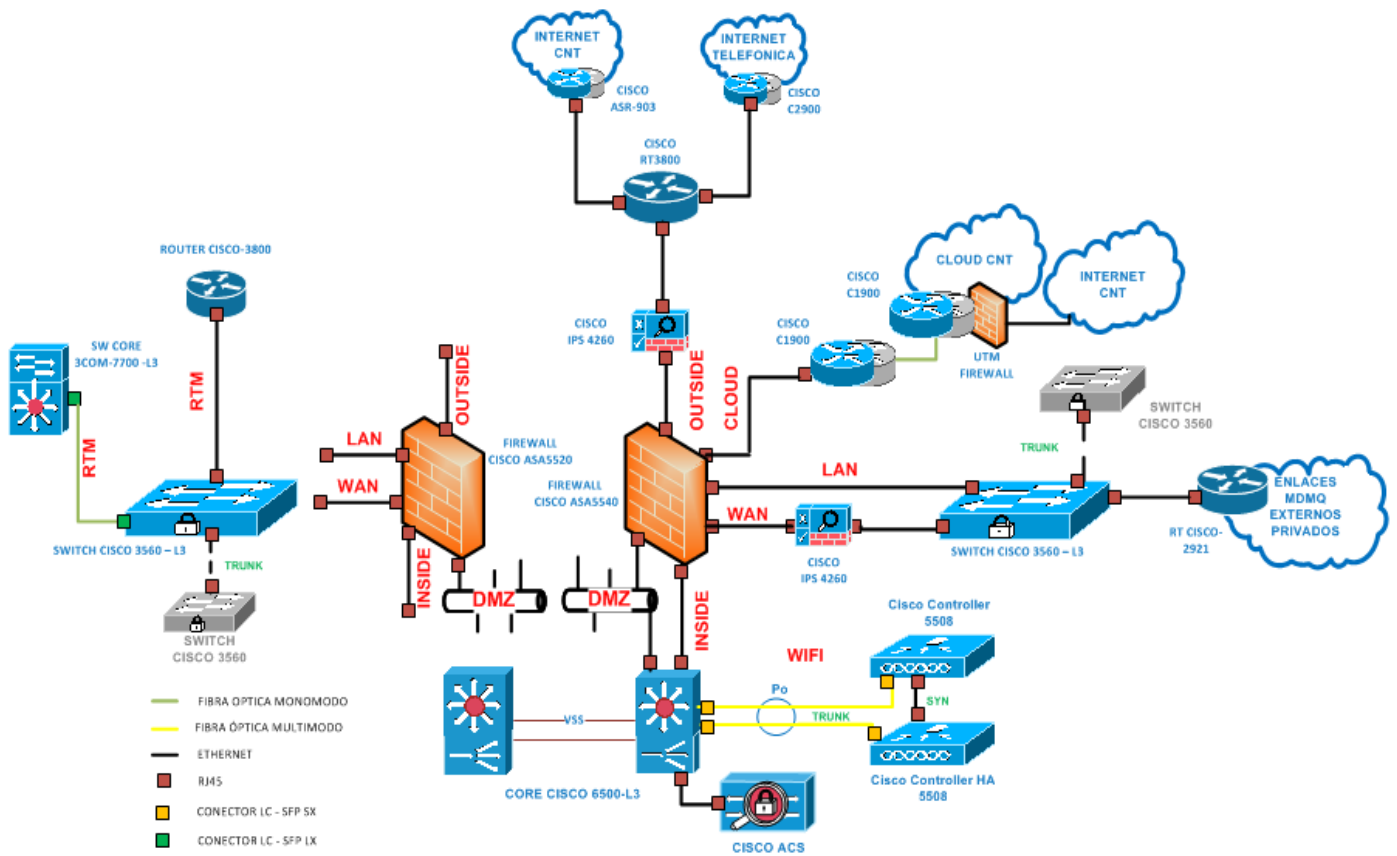 INTERNET
CNT
INTERNET
TELEFONICA
CISCO
ASR-903
CISCO
C2900
CISCO
RT3800
ROUTER CISCO-3800
CLOUD CNT
INTERNET
CNT
CISCO
C1900
CISCO
C1900
UTM
FIREWALL
SW CORE
3COM-7700 -L3
CISCO
IPS 4260
RTM
RTM
OUTSIDE
OUTSIDE
CLOUD
SWITCH
CISCO 3560
LAN
WAN
FIREWALL
CISCO ASA5520
FIREWALL
CISCO ASA5540
TRUNK
LAN
WAN
ENLACES
MDMQ
EXTERNOS
PRIVADOS
RT CISCO-
2921
SWITCH CISCO 3560 – L3
SWITCH CISCO 3560 – L3
CISCO
IPS 4260
TRUNK
INSIDE
DMZ
DMZ
INSIDE
SWITCH
CISCO 3560
Cisco Controller
5508
WIFI
Po
TRUNK
SYN
VSS
Cisco Controller HA
5508
CORE CISCO 6500-L3
CISCO ACS
FIBRA OPTICA MONOMODO
FIBRA ÓPTICA MULTIMODO
ETHERNET
RJ45
CONECTOR LC - SFP SX
CONECTOR LC - SFP LX